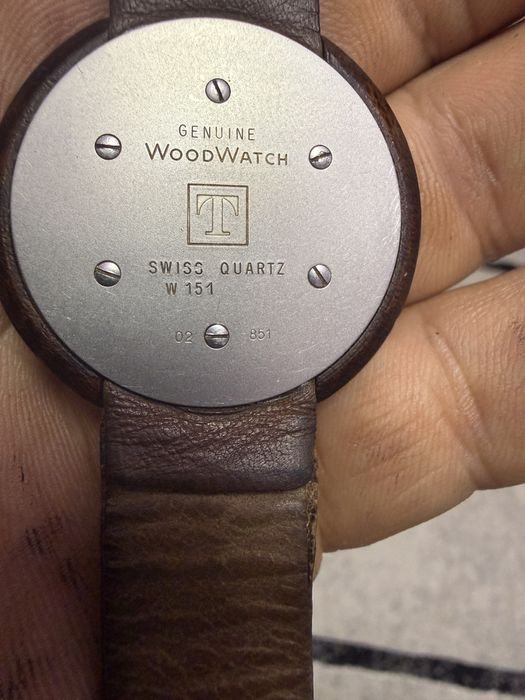 GENUINE
WOODWATCH
T
SWISS QUARTZ
W 151
02 851